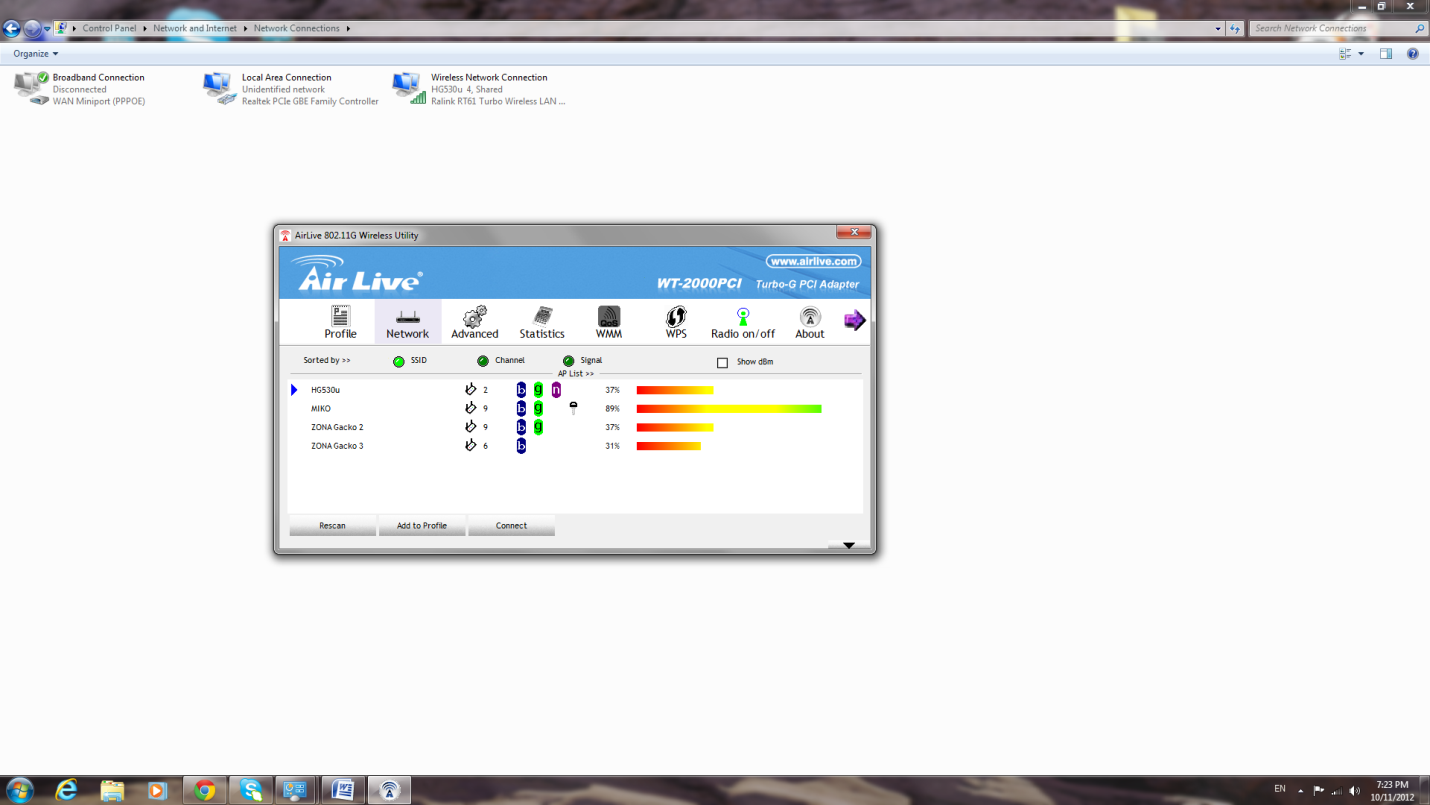 Control Panel Network and Internet Network Connections
Search Network Connections
Organize
Broadband Connection
Disconnected
WAN Miniport (PPPOE)
Local Area Connection
Unidentified network
Realtek PCIe GBE Family Controller
Wireless Network Connection
HG530u 4, Shared
Ralink RT61 Turbo Wireless LAN ...
AirLive 802.11G Wireless Utility
Air Live®
www.airlive.com
WT-2000PCI Turbo-G PCI Adapter
Profile Network Advanced Statistics WMM WPS Radio on/off About
QoS
Sorted by >> SSID Channel Signal Show dBm
AP List >>
HG530u 2 b g n 37%
MIKO 9 b g 89%
ZONA Gacko 2 9 b g 37%
ZONA Gacko 3 6 b 31%
Rescan Add to Profile Connect
EN
7:23 PM
10/11/2012